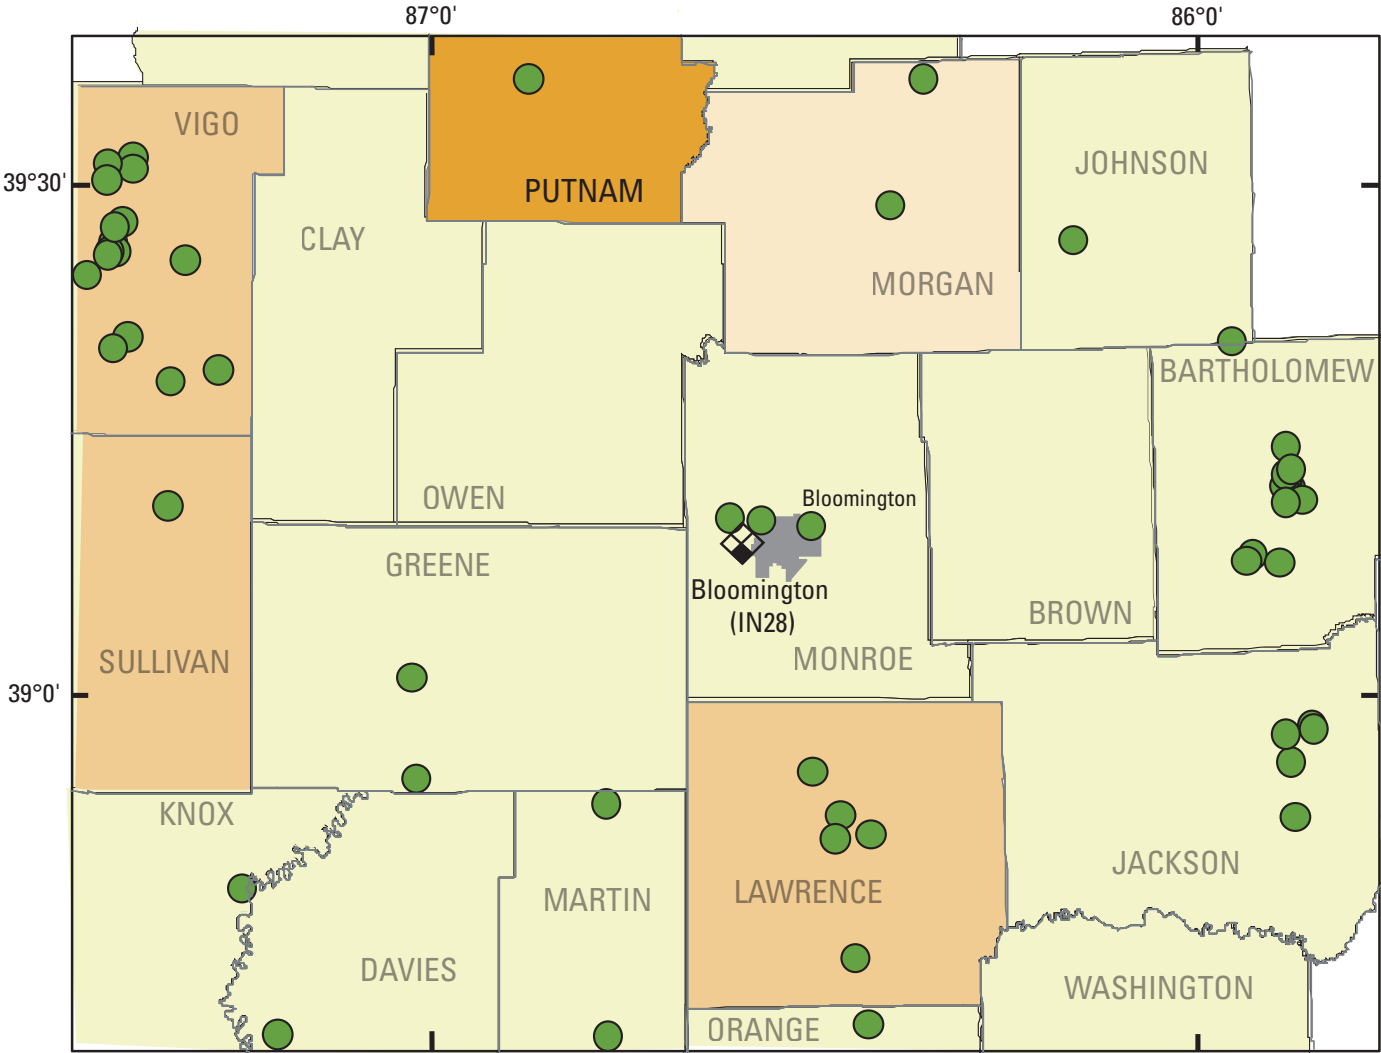 87°0'
86°0'
VIGO
JOHNSON
39°30'
PUTNAM
CLAY
MORGAN
BARTHOLOMEW
OWEN
Bloomington
GREENE
Bloomington
(IN28)
BROWN
SULLIVAN
MONROE
39°0'
KNOX
JACKSON
LAWRENCE
MARTIN
DAVIES
WASHINGTON
ORANGE